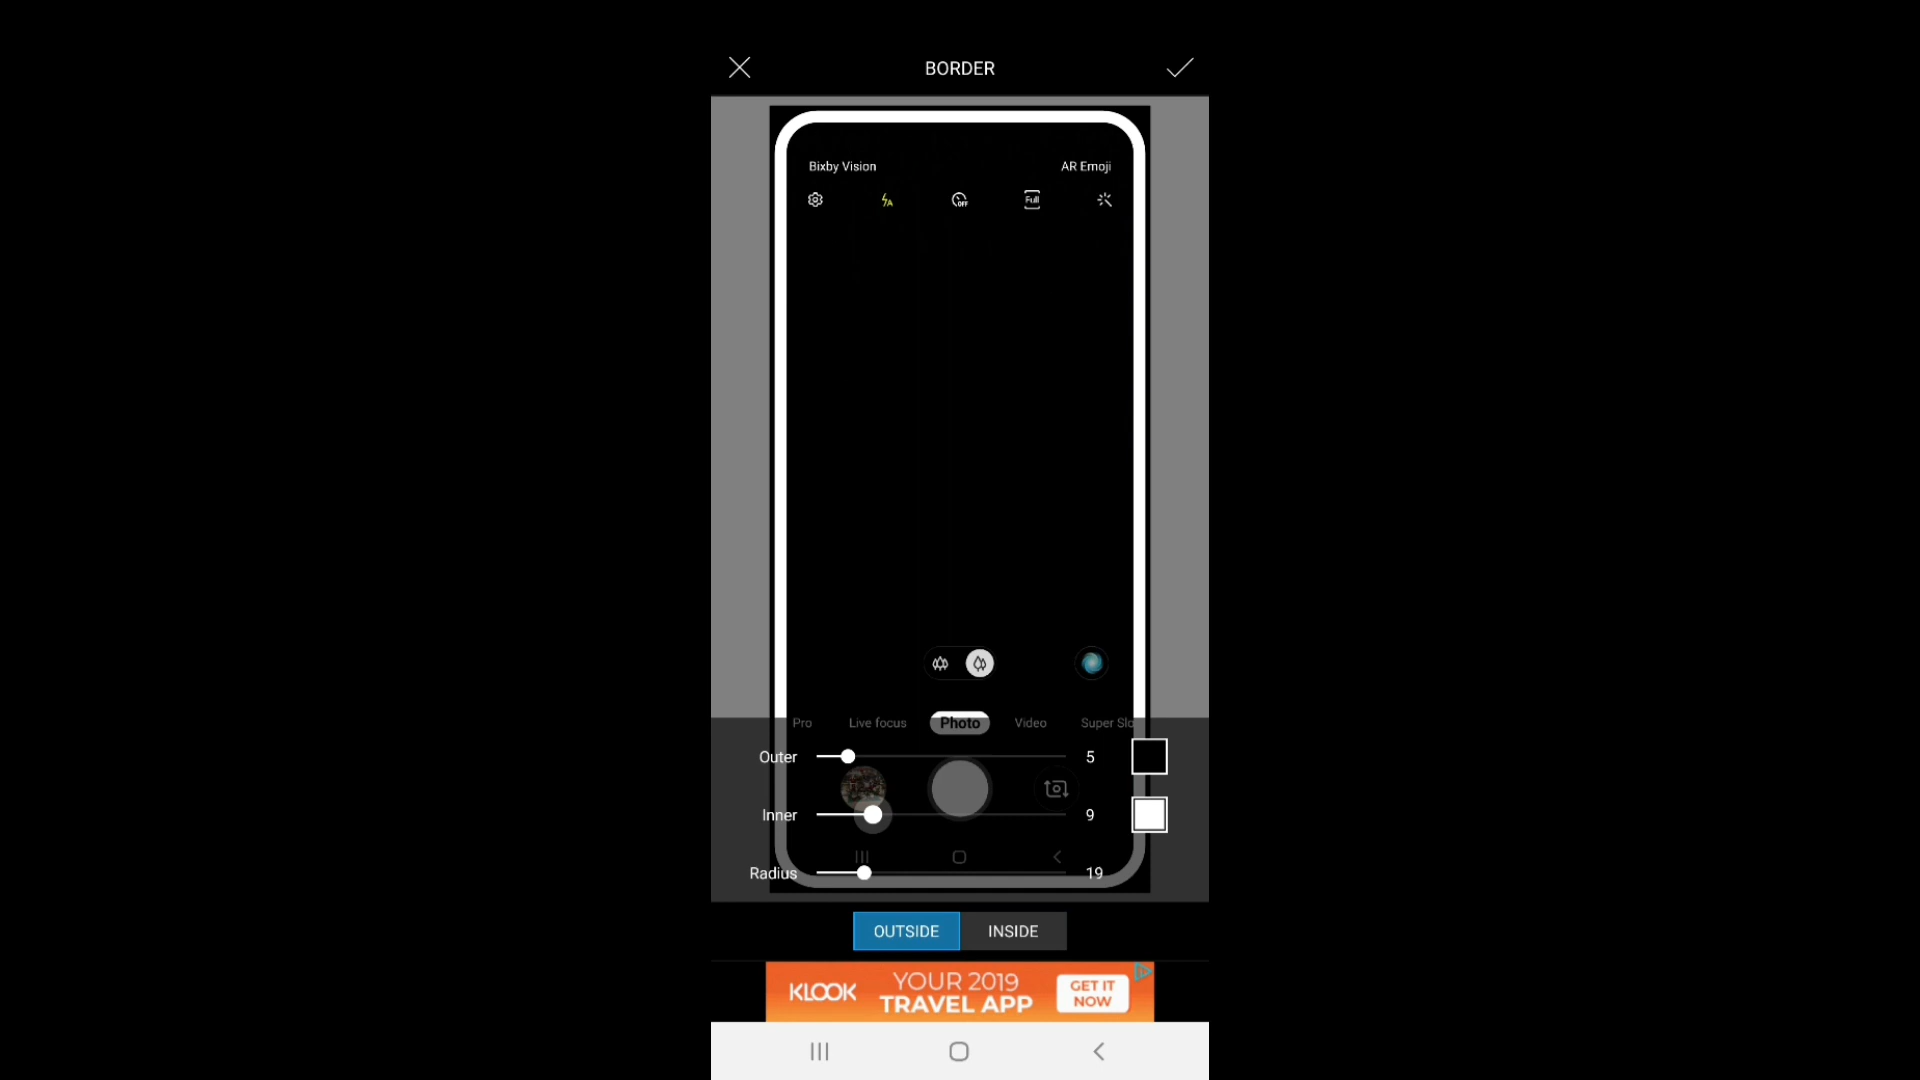 BORDER
Bixby Vision
AR Emoji
A
OFF
Full
Pro
Live focus
Photo
Video
Super Slo
Outer
5
Inner
9
Radius
19
OUTSIDE
INSIDE
KLOOK
YOUR 2019
TRAVEL APP
GET IT
NOW